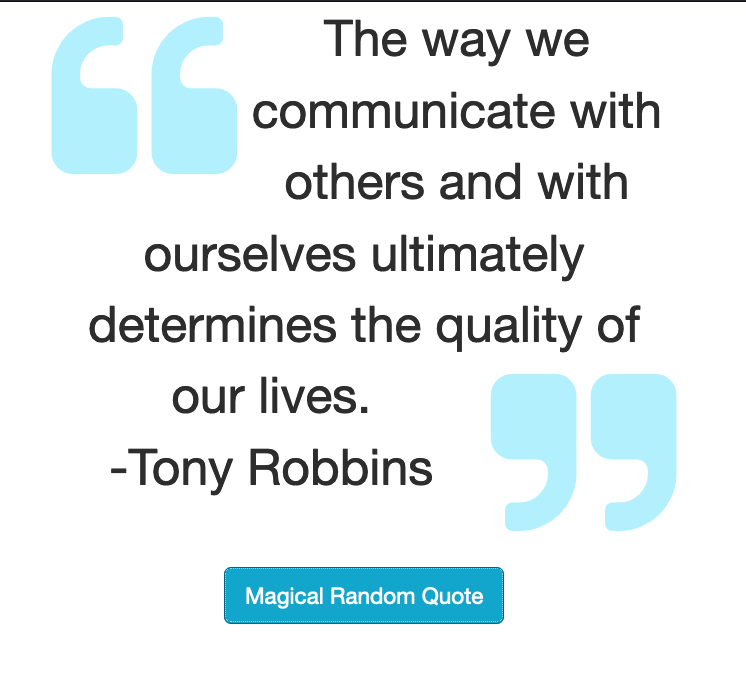 The way we
communicate with
others and with
ourselves ultimately
determines the quality of
our lives.
-Tony Robbins
Magical Random Quote